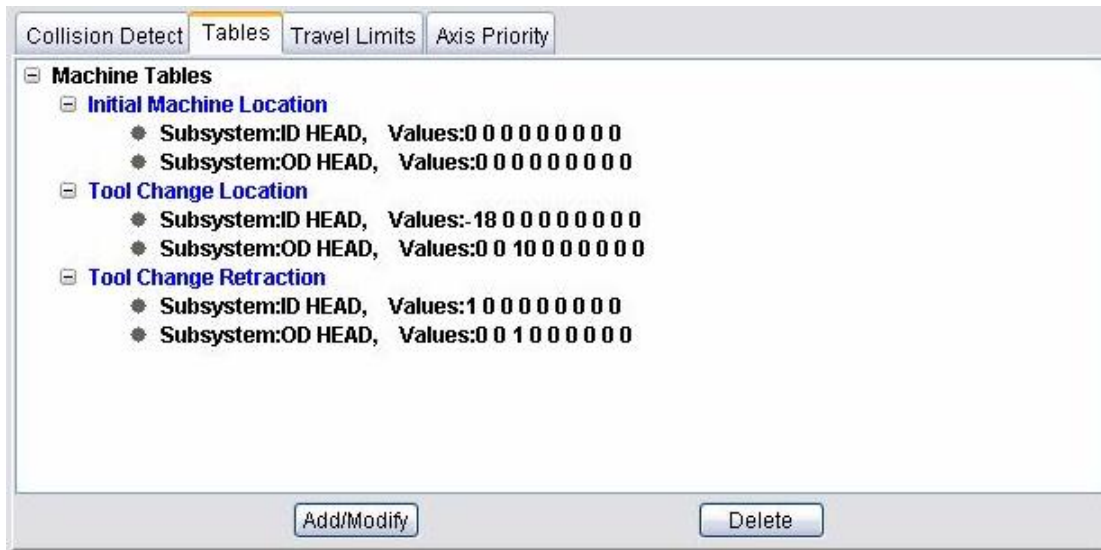 Collision Detect Tables Travel Limits Axis Priority
Machine Tables
Initial Machine Location
Subsystem:ID HEAD, Values:0 0 0 0 0 0 0 0 0
Subsystem:OD HEAD, Values:0 0 0 0 0 0 0 0 0
Tool Change Location
Subsystem:ID HEAD, Values:-18 0 0 0 0 0 0 0 0
Subsystem:OD HEAD, Values:0 0 10 0 0 0 0 0 0
Tool Change Retraction
Subsystem:ID HEAD, Values:1 0 0 0 0 0 0 0 0
Subsystem:OD HEAD, Values:0 0 1 0 0 0 0 0 0
Add/Modify Delete